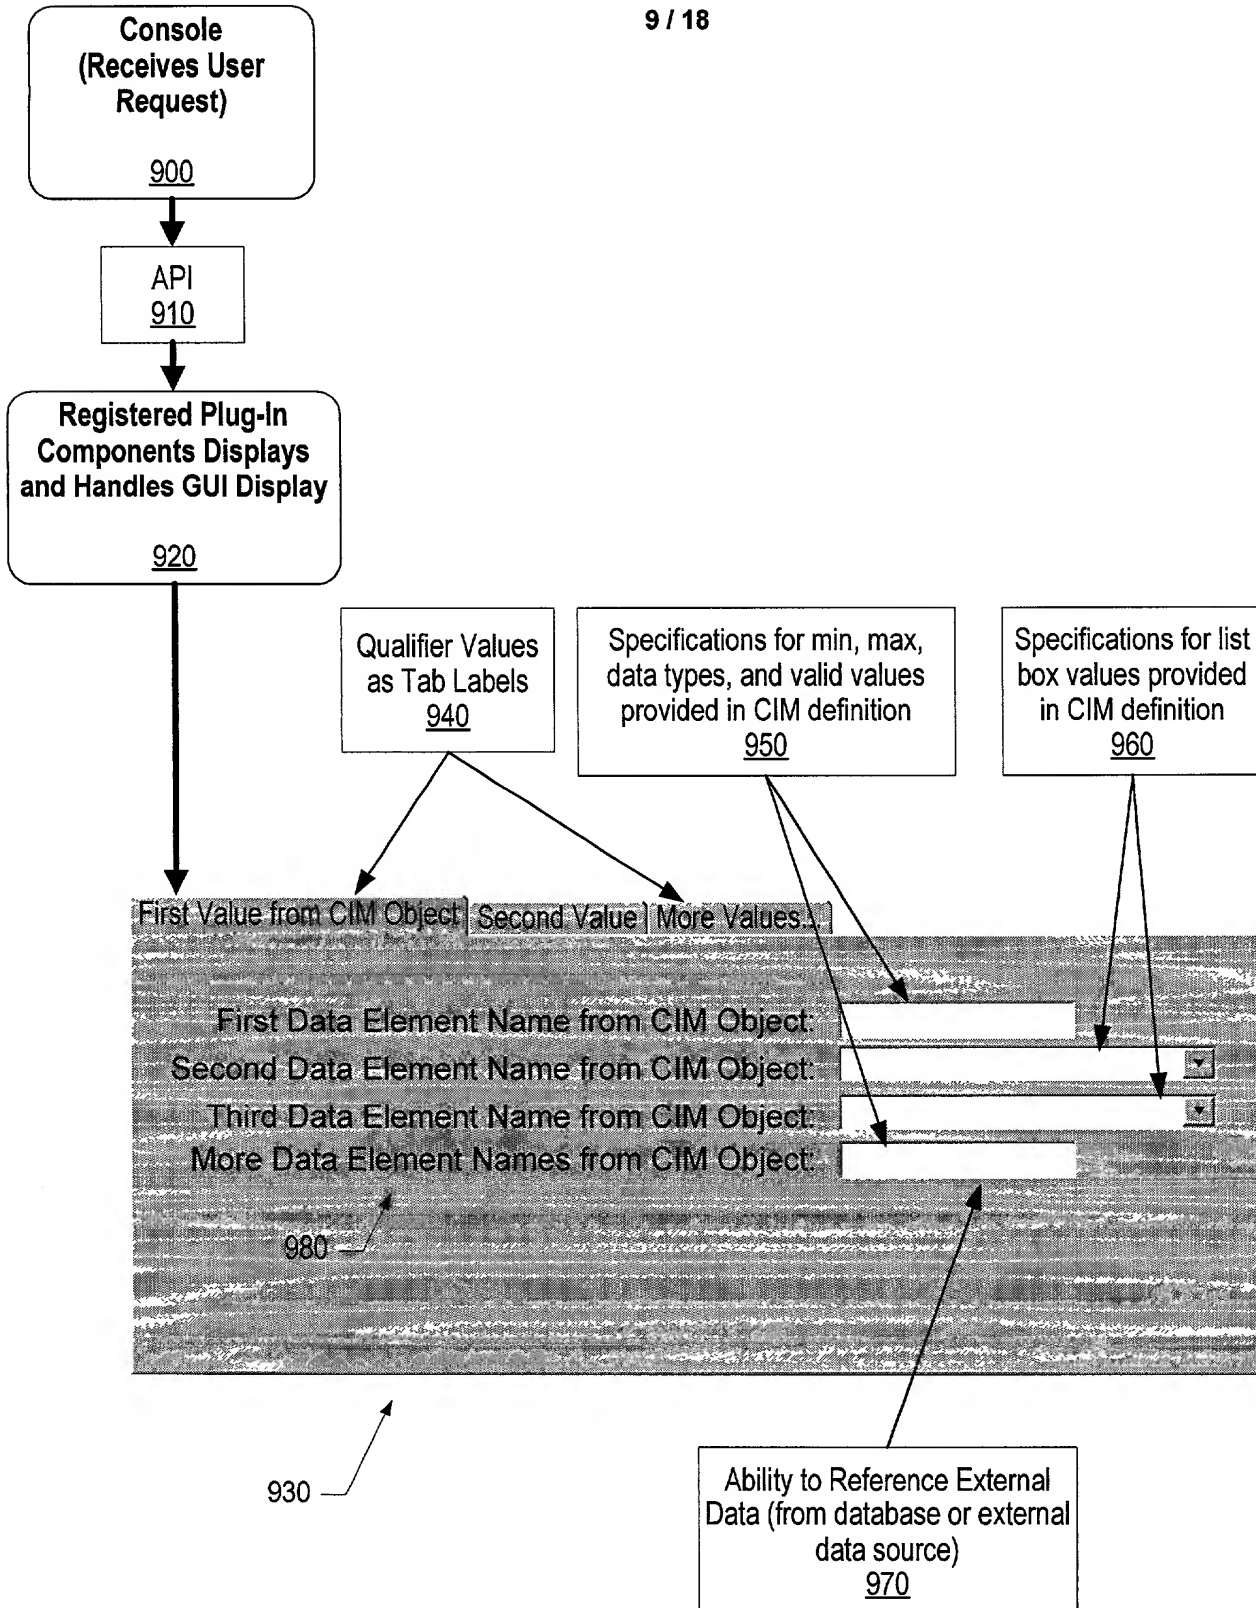 9 / 18
Console
(Receives User
Request)
900
API
910
Registered Plug-In
Components Displays
and Handles GUI Display
920
Qualifier Values
as Tab Labels
940
Specifications for min, max,
data types, and valid values
provided in CIM definition
950
Specifications for list
box values provided
in CIM definition
960
First Value from CIM Object
Second Value
More Values...
First Data Element Name from CIM Object:
Second Data Element Name from CIM Object:
Third Data Element Name from CIM Object:
More Data Element Names from CIM Object:
980
930
Ability to Reference External
Data (from database or external
data source)
970